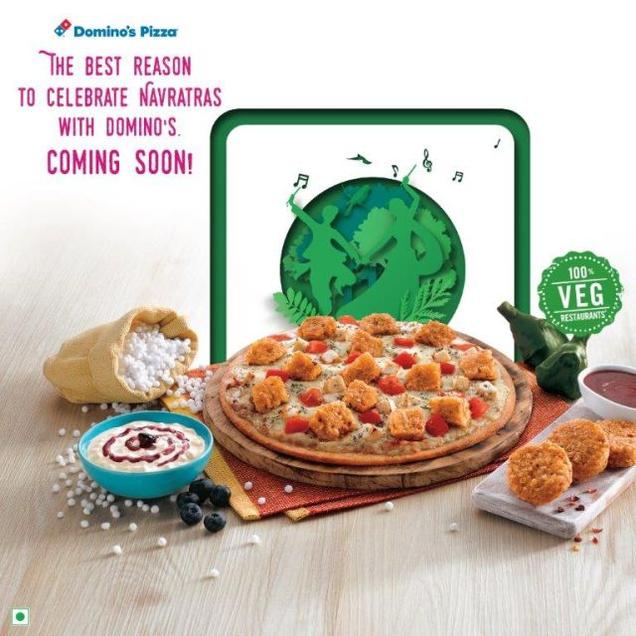 Domino's Pizza
THE BEST REASON
TO CELEBRATE NAVRATRAS
WITH DOMINO'S.
COMING SOON!
100%
VEG
RESTAURANTS*